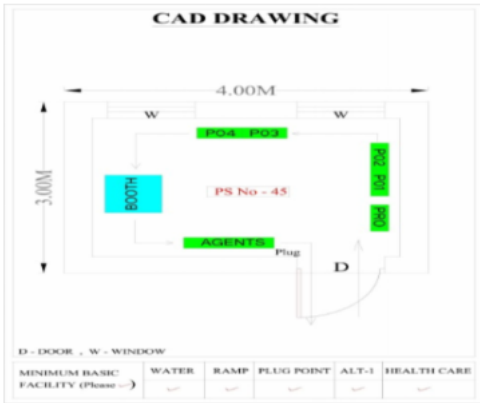 CAD DRAWING
4.00M
W W
3.00M
PO4 PO3
PO2 PO1
BOOTH
PS No - 45
PRO
AGENTS
Plug
D
D - DOOR , W - WINDOW
MINIMUM BASIC FACILITY (Please ✓) WATER RAMP PLUG POINT ALT-1 HEALTH CARE
✓ ✓ ✓ ✓ ✓